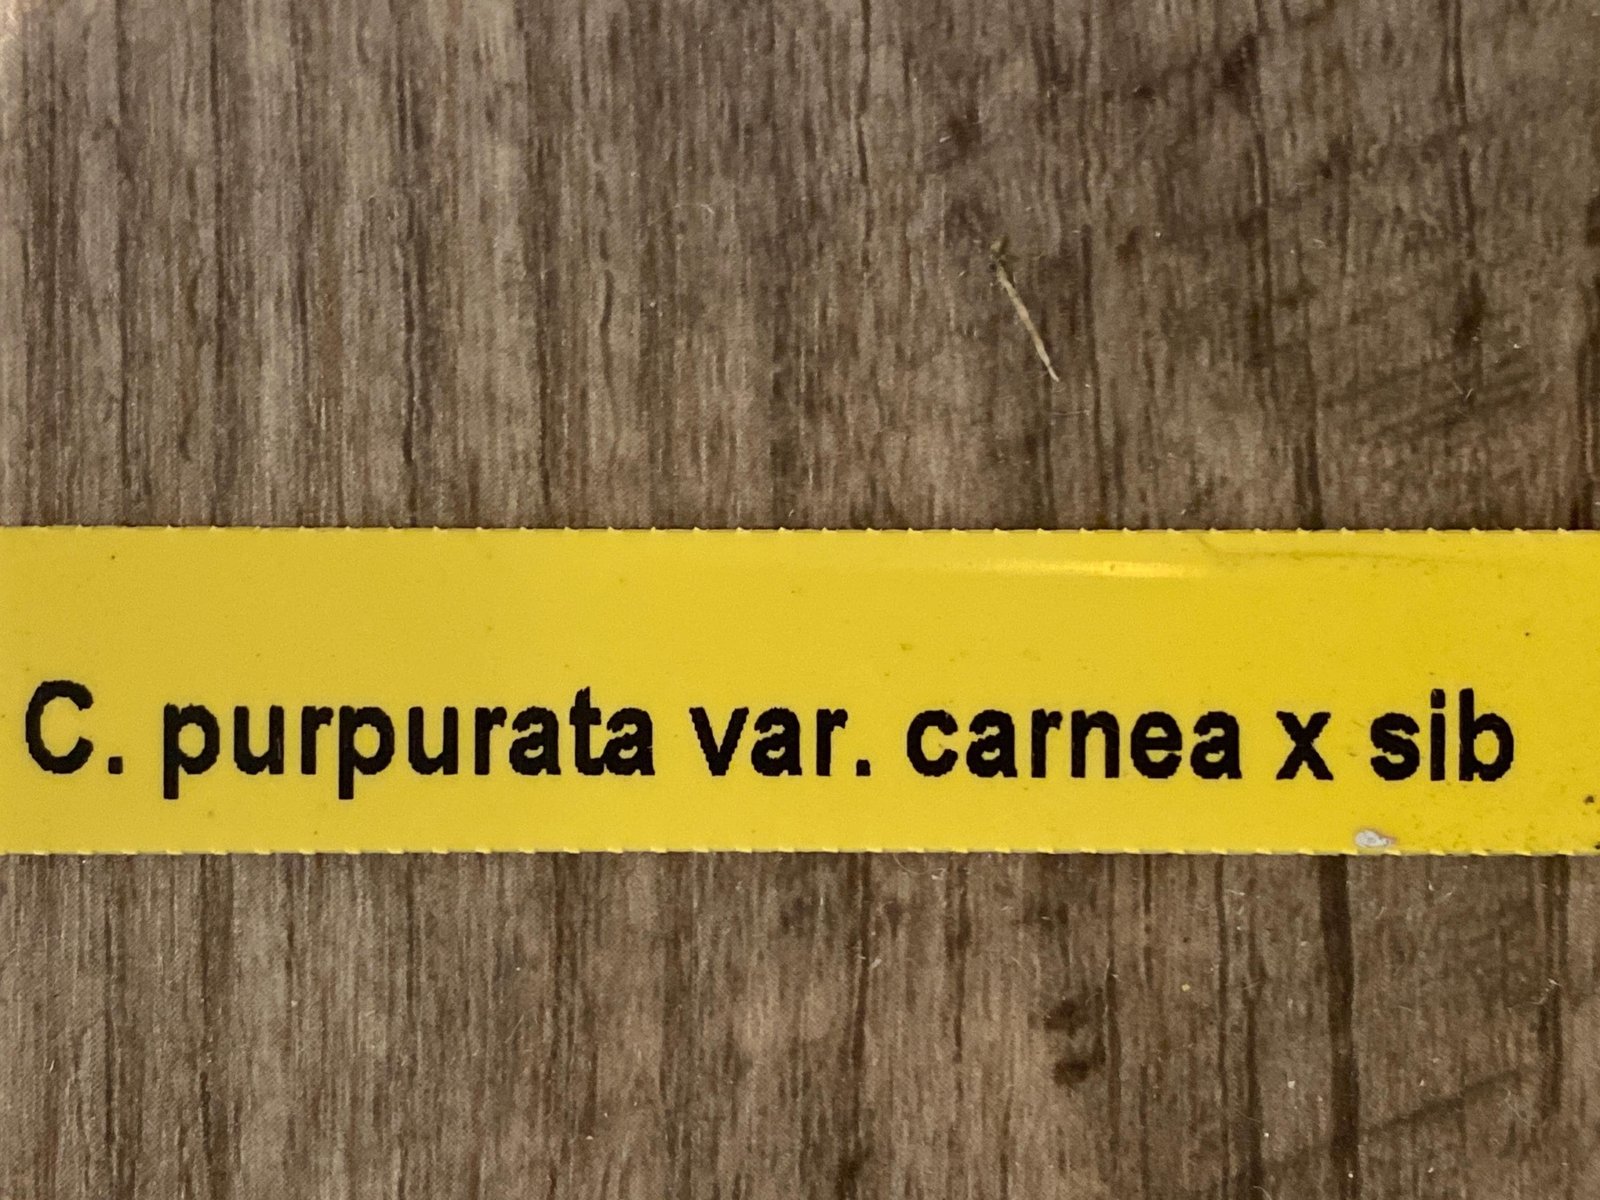 C. purpurata var. carnea x sib